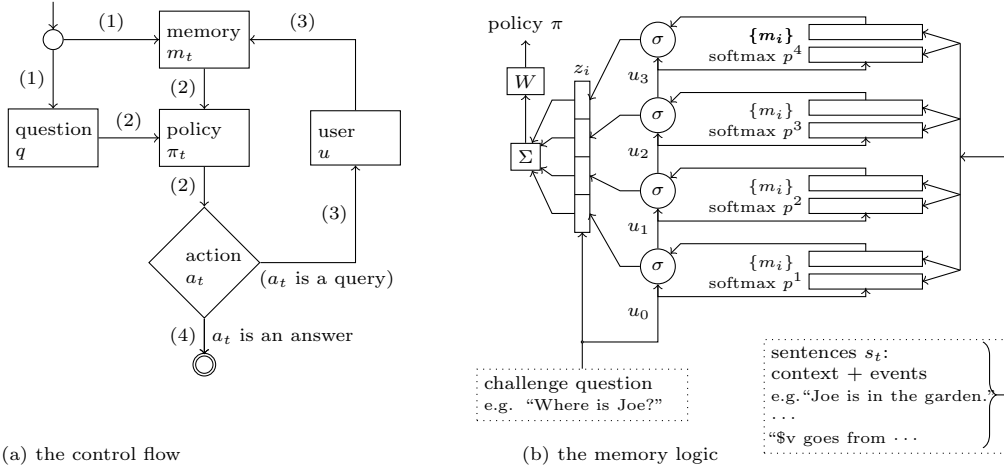 (1)
(1)
memory
m_t
(3)
(2)
question
q
(2)
policy
π_t
user
u
(2)
(3)
action
a_t
(a_t is a query)
(4)
a_t is an answer
(a) the control flow
policy π
W
Σ
z_i
σ
{m_i}
softmax p^4
u_3
σ
{m_i}
softmax p^3
u_2
σ
{m_i}
softmax p^2
u_1
σ
{m_i}
softmax p^1
u_0
challenge question
e.g. “Where is Joe?”
sentences s_t:
context + events
e.g.“Joe is in the garden.”
...
“$v goes from ···
(b) the memory logic